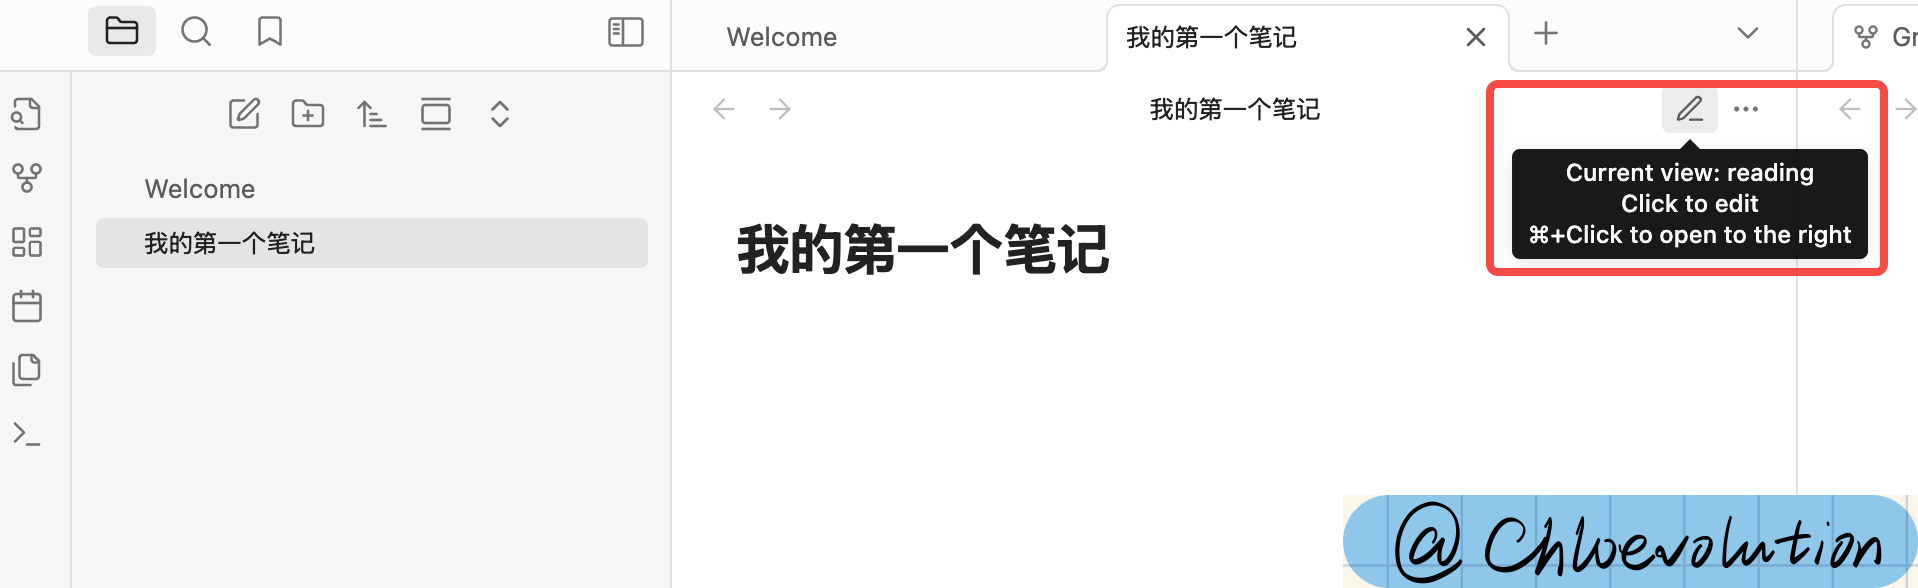 Welcome
我的第一个笔记
Gr
我的第一个笔记
Current view: reading
Click to edit
⌘+Click to open to the right
Welcome
我的第一个笔记
我的第一个笔记
@Chloevolution